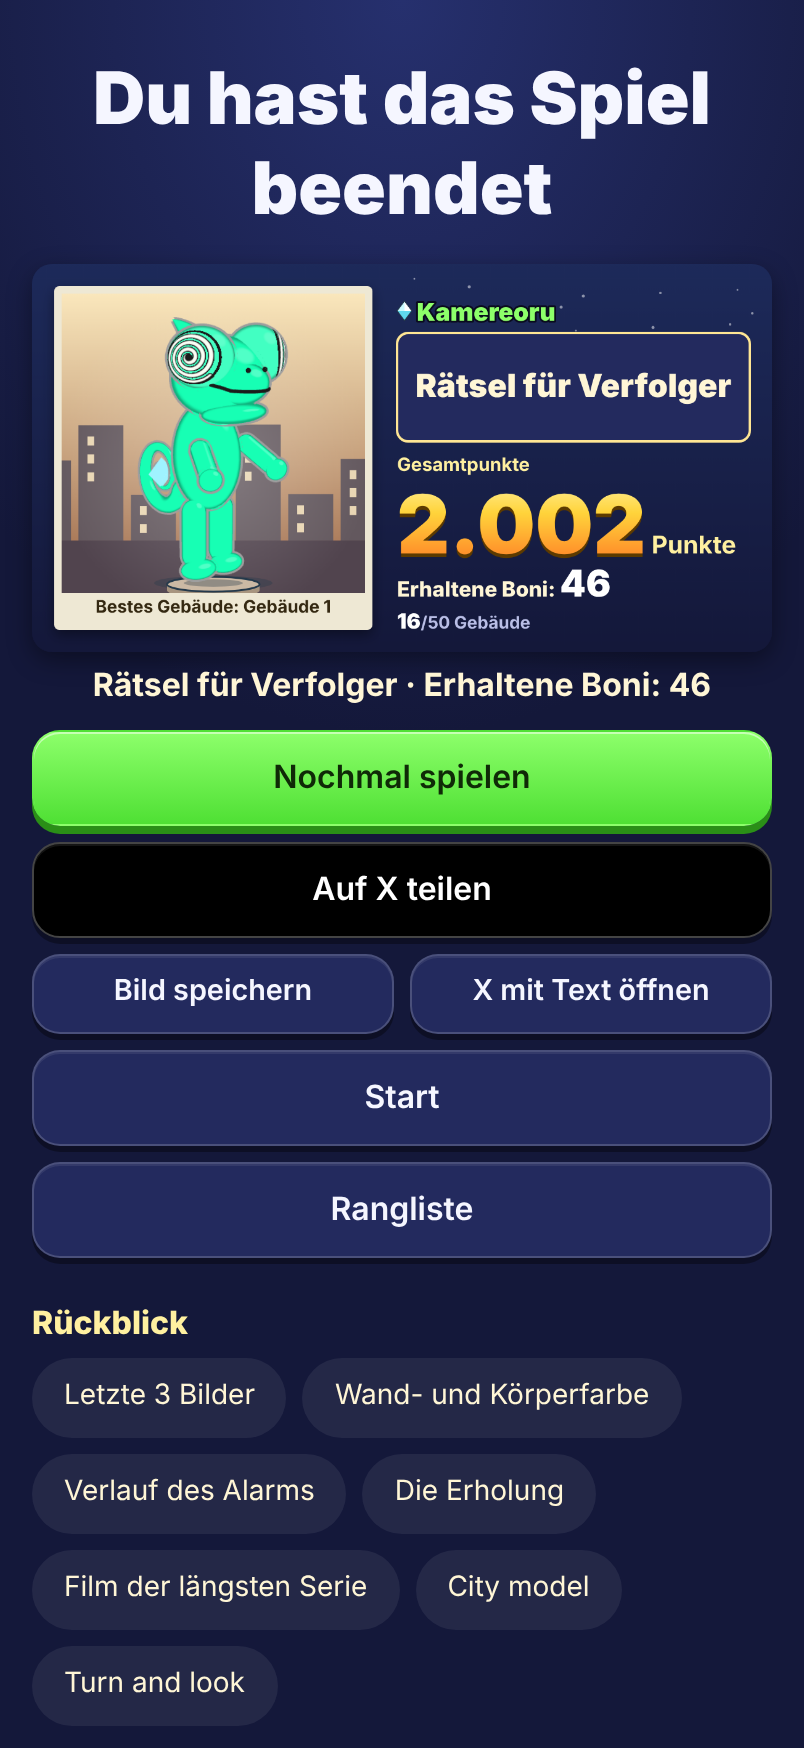 Du hast das Spiel
beendet
Kamereoru
Rätsel für Verfolger
Gesamtpunkte
2.002 Punkte
Erhaltene Boni: 46
16/50 Gebäude
Bestes Gebäude: Gebäude 1
Rätsel für Verfolger · Erhaltene Boni: 46
Nochmal spielen
Auf X teilen
Bild speichern
X mit Text öffnen
Start
Rangliste
Rückblick
Letzte 3 Bilder
Wand- und Körperfarbe
Verlauf des Alarms
Die Erholung
Film der längsten Serie
City model
Turn and look